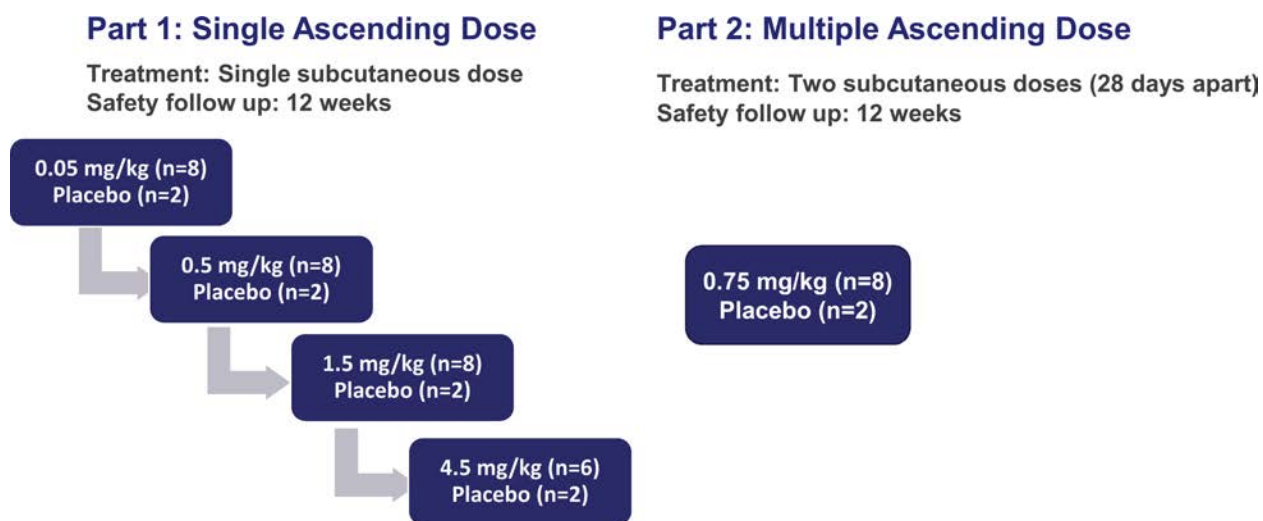 Part 1: Single Ascending Dose
Treatment: Single subcutaneous dose
Safety follow up: 12 weeks
0.05 mg/kg (n=8)
Placebo (n=2)
0.5 mg/kg (n=8)
Placebo (n=2)
1.5 mg/kg (n=8)
Placebo (n=2)
4.5 mg/kg (n=6)
Placebo (n=2)
Part 2: Multiple Ascending Dose
Treatment: Two subcutaneous doses (28 days apart)
Safety follow up: 12 weeks
0.75 mg/kg (n=8)
Placebo (n=2)